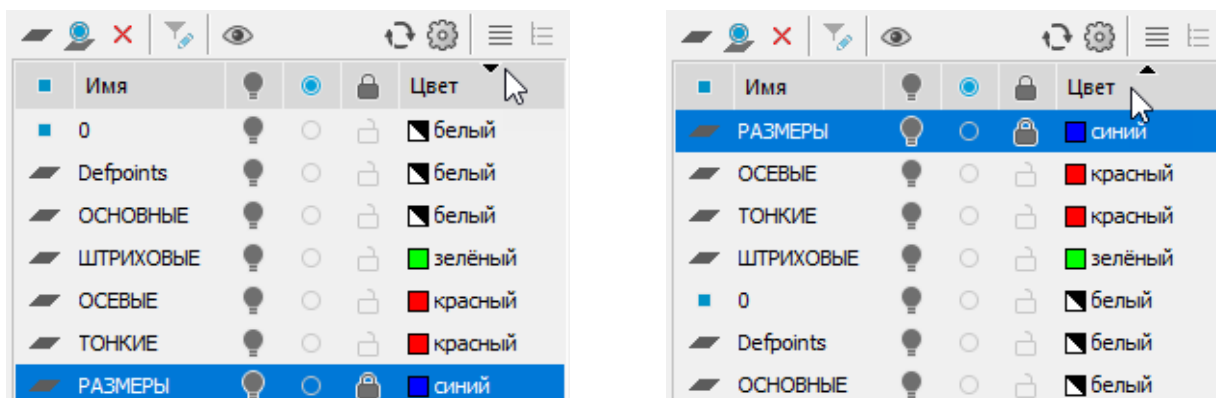 Имя Цвет
0 белый
Defpoints белый
ОСНОВНЫЕ белый
ШТРИХОВЫЕ зелёный
ОСЕВЫЕ красный
ТОНКИЕ красный
РАЗМЕРЫ синий
Имя Цвет
РАЗМЕРЫ синий
ОСЕВЫЕ красный
ТОНКИЕ красный
ШТРИХОВЫЕ зелёный
0 белый
Defpoints белый
ОСНОВНЫЕ белый